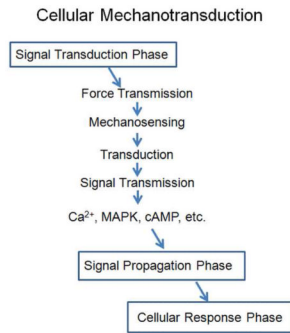 Cellular Mechanotransduction
Signal Transduction Phase
Force Transmission
Mechanosensing
Transduction
Signal Transmission
Ca²⁺, MAPK, cAMP, etc.
Signal Propagation Phase
Cellular Response Phase